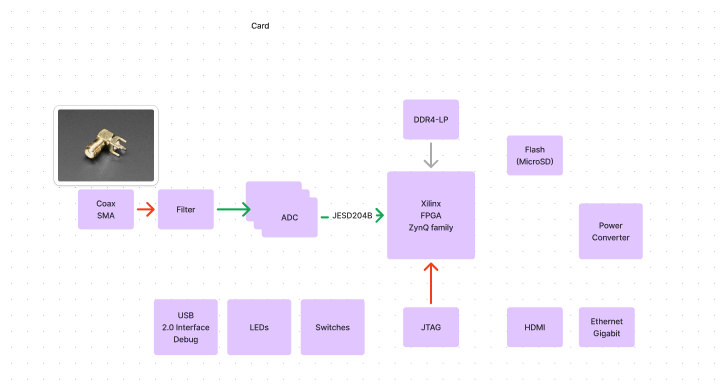 Card
DDR4-LP
Flash
(MicroSD)
Coax
SMA
Filter
ADC
JESD204B
Xilinx
FPGA
ZynQ family
Power
Converter
USB
2.0 Interface
Debug
LEDs
Switches
JTAG
HDMI
Ethernet
Gigabit